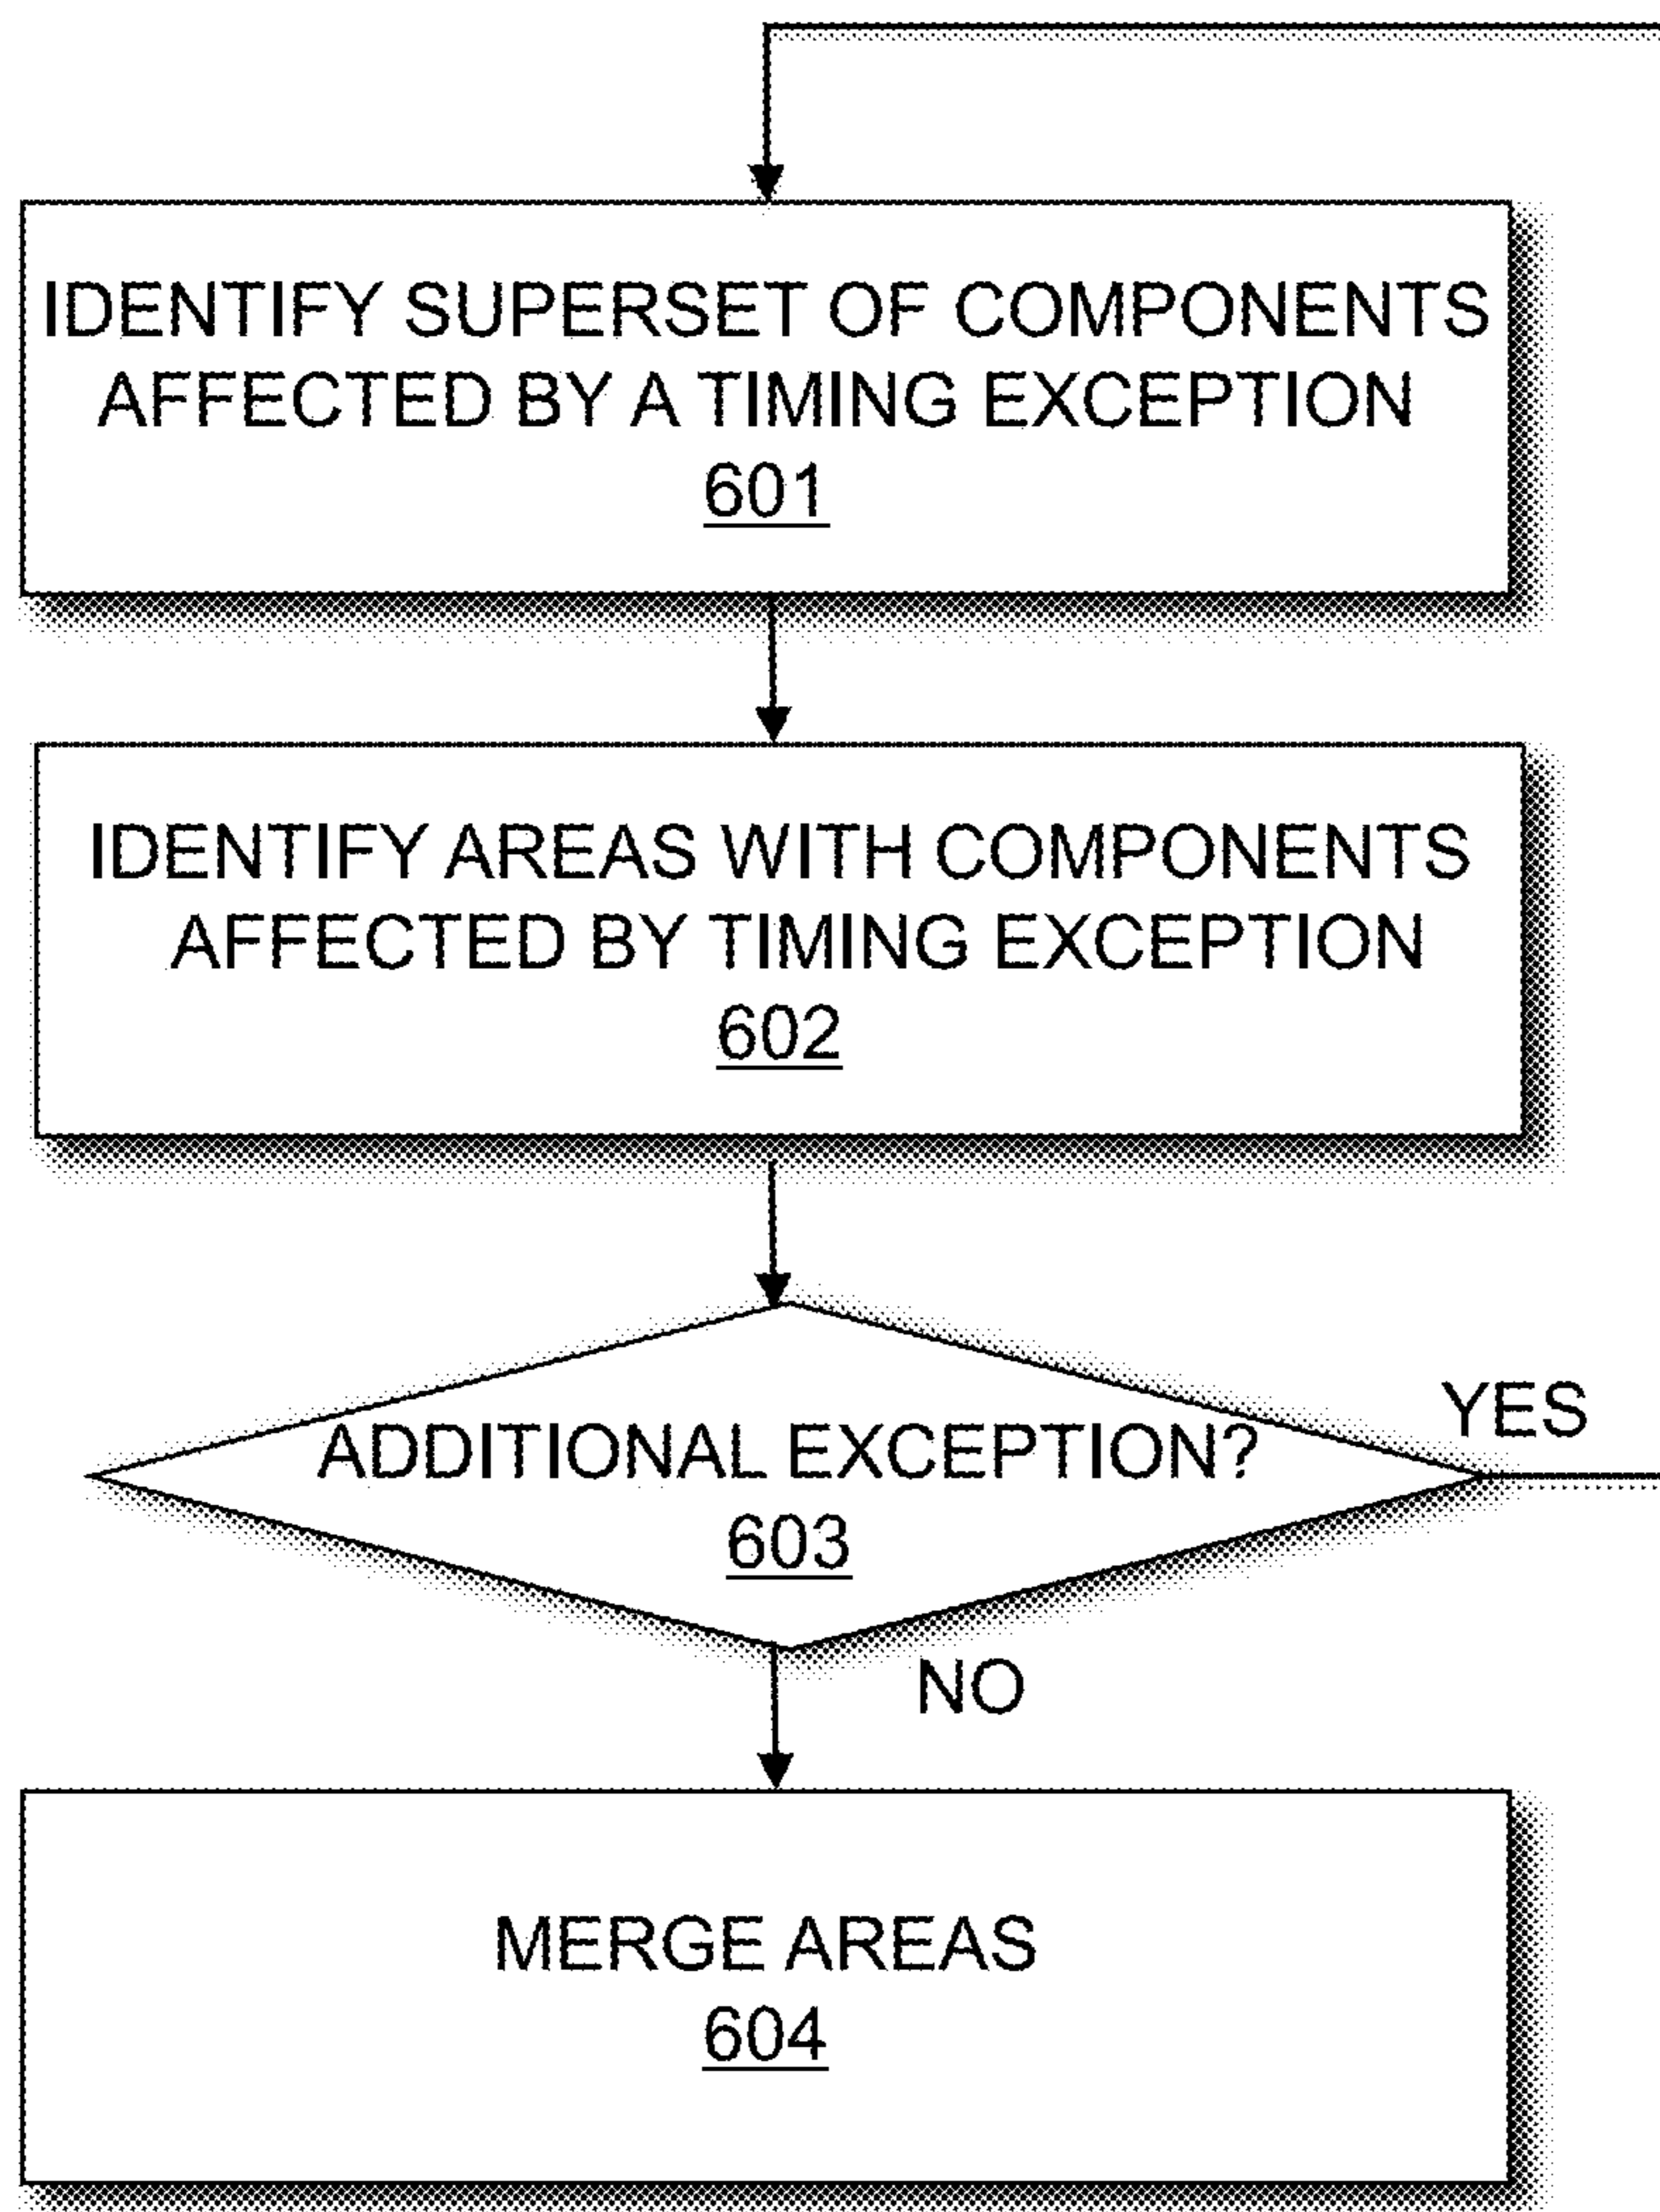 IDENTIFY SUPERSET OF COMPONENTS
AFFECTED BY A TIMING EXCEPTION
601
IDENTIFY AREAS WITH COMPONENTS
AFFECTED BY TIMING EXCEPTION
602
ADDITIONAL EXCEPTION?
603
YES
NO
MERGE AREAS
604